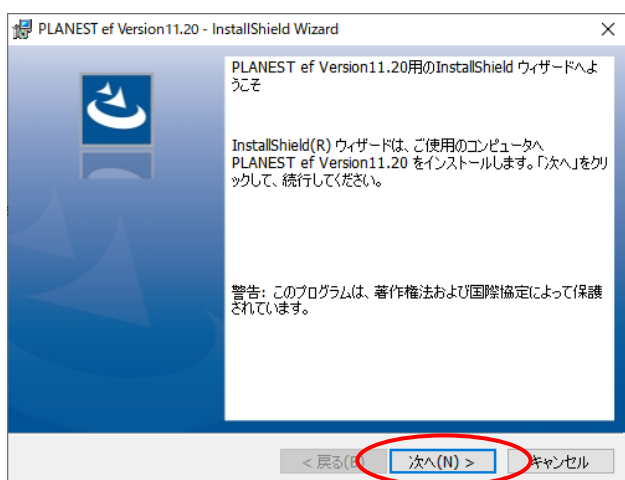 PLANEST ef Version11.20 - InstallShield Wizard
PLANEST ef Version11.20用のInstallShield ウィザードへよ
うこそ
InstallShield(R) ウィザードは、ご使用のコンピュータへ
PLANEST ef Version11.20 をインストールします。「次へ」をクリ
ックして、続行してください。
警告: このプログラムは、著作権法および国際協定によって保護
されています。
< 戻る(B 次へ(N) > キャンセル